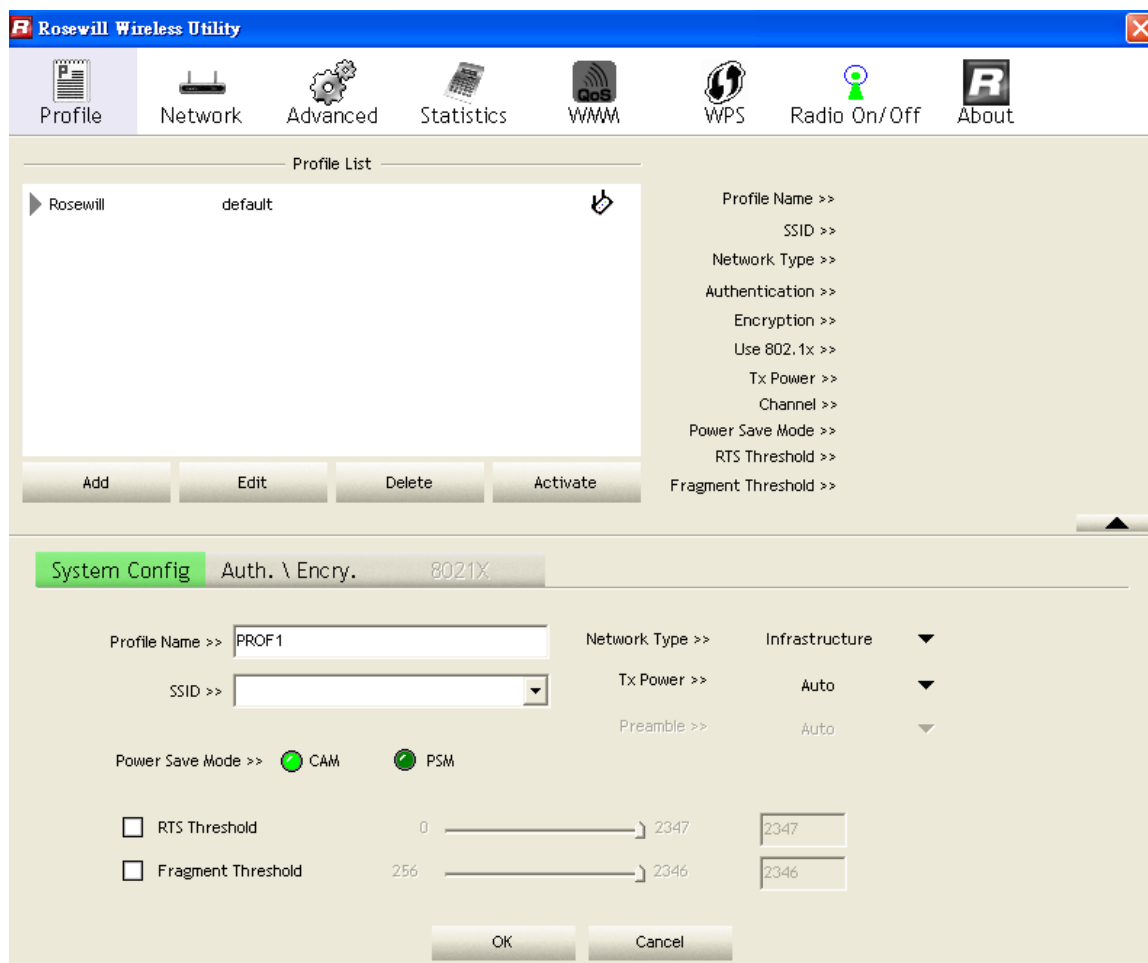 R Rosewill Wireless Utility
Profile Network Advanced Statistics QoS WMM WPS Radio On/Off R About
Profile List
Rosewill default
Profile Name >>
SSID >>
Network Type >>
Authentication >>
Encryption >>
Use 802.1x >>
Tx Power >>
Channel >>
Power Save Mode >>
RTS Threshold >>
Fragment Threshold >>
Add Edit Delete Activate
System Config Auth. \ Encry. 8021X
Profile Name >> PROF1 Network Type >> Infrastructure
SSID >> Tx Power >> Auto
Preamble >> Auto
Power Save Mode >> CAM PSM
RTS Threshold 0 2347 2347
Fragment Threshold 256 2346 2346
OK Cancel